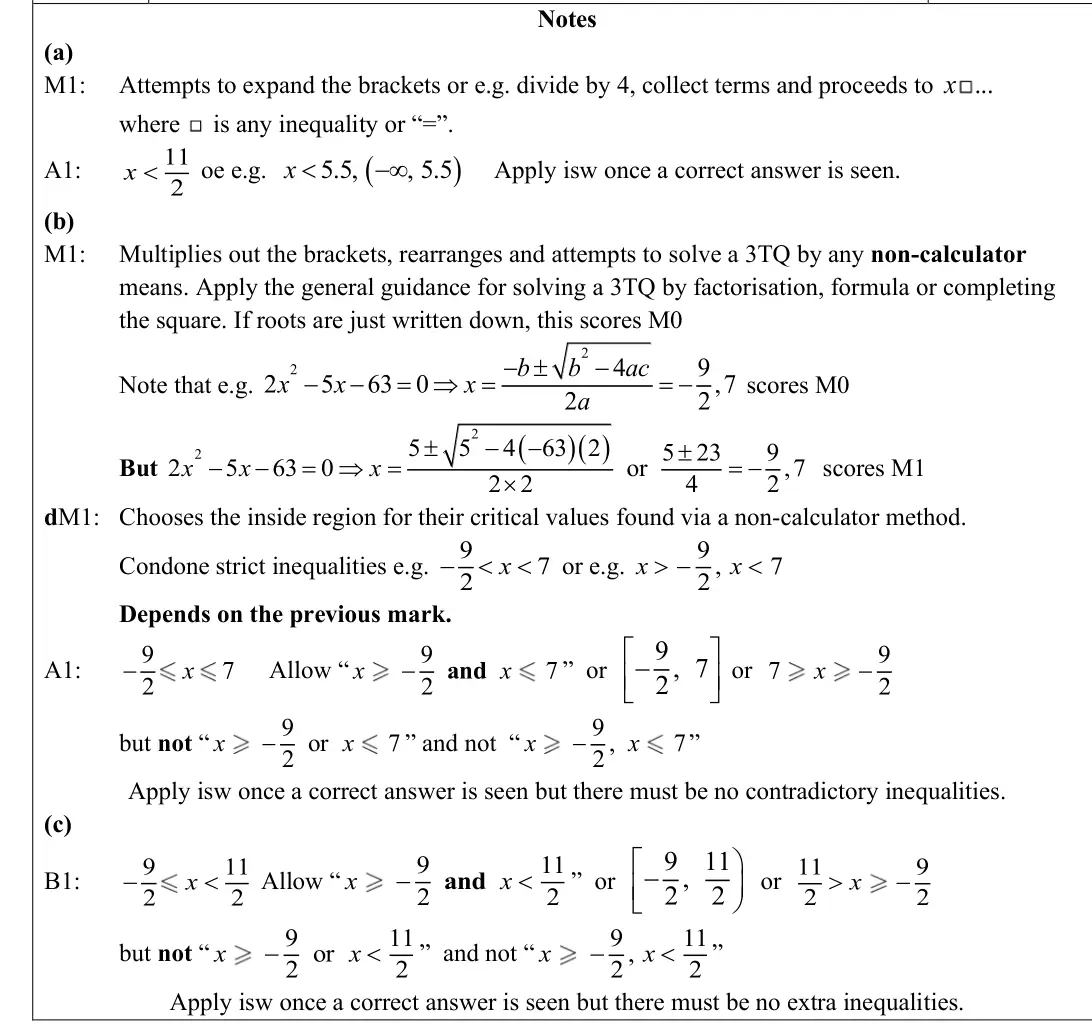 Notes
(a)
M1: Attempts to expand the brackets or e.g. divide by 4, collect terms and proceeds to x□...
where □ is any inequality or “=”.
A1: x < 11/2 oe e.g. x < 5.5, (−∞, 5.5) Apply isw once a correct answer is seen.
(b)
M1: Multiplies out the brackets, rearranges and attempts to solve a 3TQ by any non-calculator
means. Apply the general guidance for solving a 3TQ by factorisation, formula or completing
the square. If roots are just written down, this scores M0
Note that e.g. 2x² − 5x − 63 = 0 ⇒ x = (−b ± √(b² − 4ac))/(2a) = −9/2, 7 scores M0
But 2x² − 5x − 63 = 0 ⇒ x = (5 ± √(5² − 4(−63)(2)))/(2×2) or (5 ± 23)/4 = −9/2, 7 scores M1
dM1: Chooses the inside region for their critical values found via a non-calculator method.
Condone strict inequalities e.g. −9/2 < x < 7 or e.g. x > −9/2, x < 7
Depends on the previous mark.
A1: −9/2 ⩽ x ⩽ 7 Allow “x ⩾ −9/2 and x ⩽ 7” or [−9/2, 7] or 7 ⩾ x ⩾ −9/2
but not “x ⩾ −9/2 or x ⩽ 7” and not “x ⩾ −9/2, x ⩽ 7”
Apply isw once a correct answer is seen but there must be no contradictory inequalities.
(c)
B1: −9/2 ⩽ x < 11/2 Allow “x ⩾ −9/2 and x < 11/2” or [−9/2, 11/2) or 11/2 > x ⩾ −9/2
but not “x ⩾ −9/2 or x < 11/2” and not “x ⩾ −9/2, x < 11/2”
Apply isw once a correct answer is seen but there must be no extra inequalities.